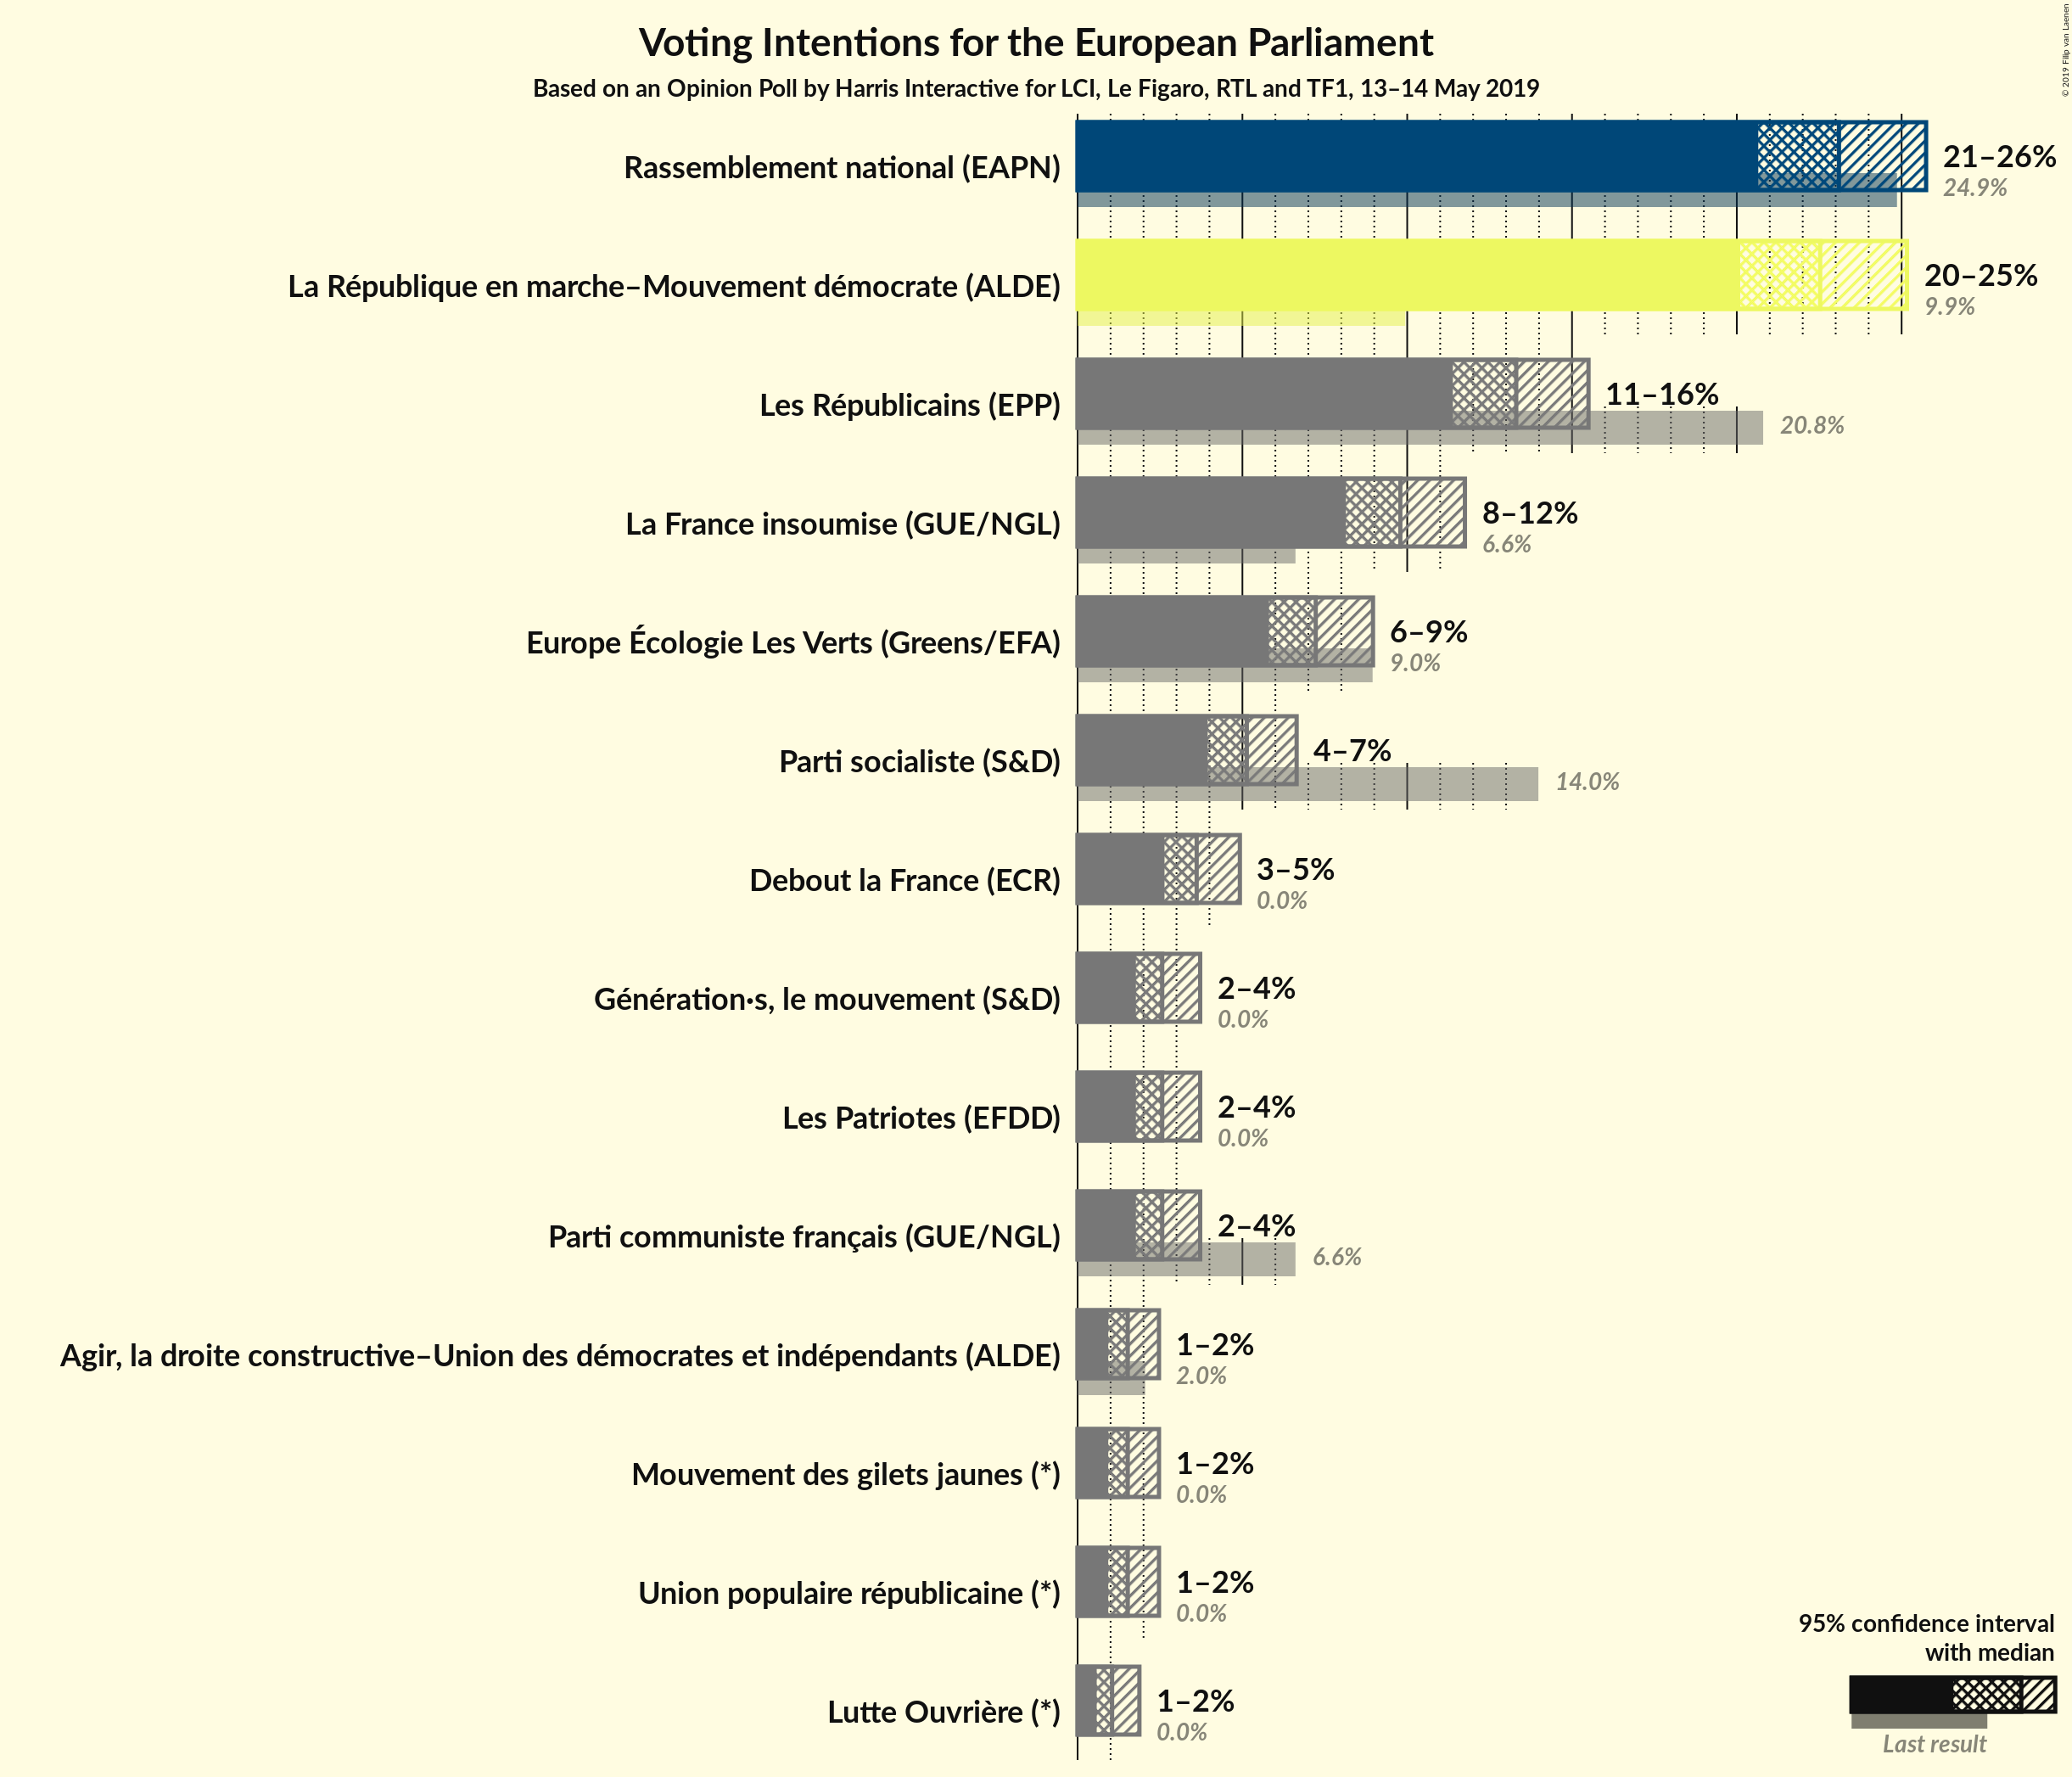 Voting Intentions for the European Parliament
Based on an Opinion Poll by Harris Interactive for LCI, Le Figaro, RTL and TF1, 13–14 May 2019
© 2019 Filip van Laenen
Rassemblement national (EAPN)
21–26%
24.9%
La République en marche–Mouvement démocrate (ALDE)
20–25%
9.9%
Les Républicains (EPP)
11–16%
20.8%
La France insoumise (GUE/NGL)
8–12%
6.6%
Europe Écologie Les Verts (Greens/EFA)
6–9%
9.0%
Parti socialiste (S&D)
4–7%
14.0%
Debout la France (ECR)
3–5%
0.0%
Génération·s, le mouvement (S&D)
2–4%
0.0%
Les Patriotes (EFDD)
2–4%
0.0%
Parti communiste français (GUE/NGL)
2–4%
6.6%
Agir, la droite constructive–Union des démocrates et indépendants (ALDE)
1–2%
2.0%
Mouvement des gilets jaunes (*)
1–2%
0.0%
Union populaire républicaine (*)
1–2%
0.0%
Lutte Ouvrière (*)
1–2%
0.0%
95% confidence interval
with median
Last result